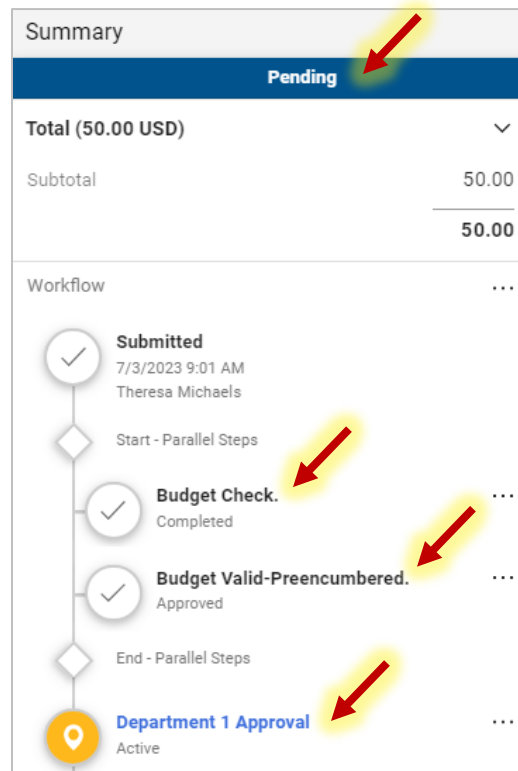 Summary
Pending
Total (50.00 USD)
Subtotal 50.00
50.00
Workflow ...
Submitted
7/3/2023 9:01 AM
Theresa Michaels
Start - Parallel Steps
Budget Check. ...
Completed
Budget Valid-Preencumbered. ...
Approved
End - Parallel Steps
Department 1 Approval ...
Active